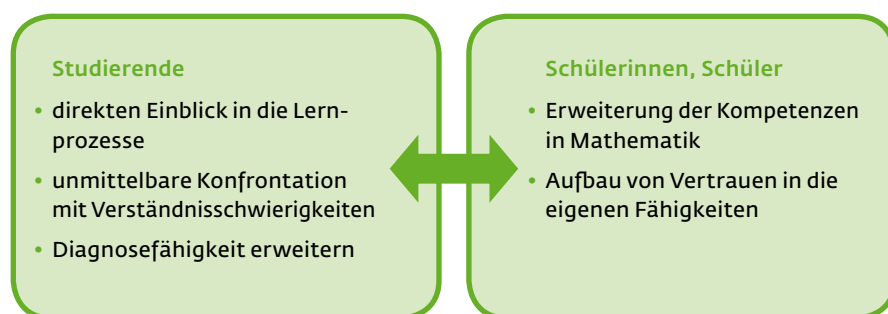 Studierende
• direkten Einblick in die Lern-
prozesse
• unmittelbare Konfrontation
mit Verständnisschwierigkeiten
• Diagnosefähigkeit erweitern
Schülerinnen, Schüler
• Erweiterung der Kompetenzen
in Mathematik
• Aufbau von Vertrauen in die
eigenen Fähigkeiten